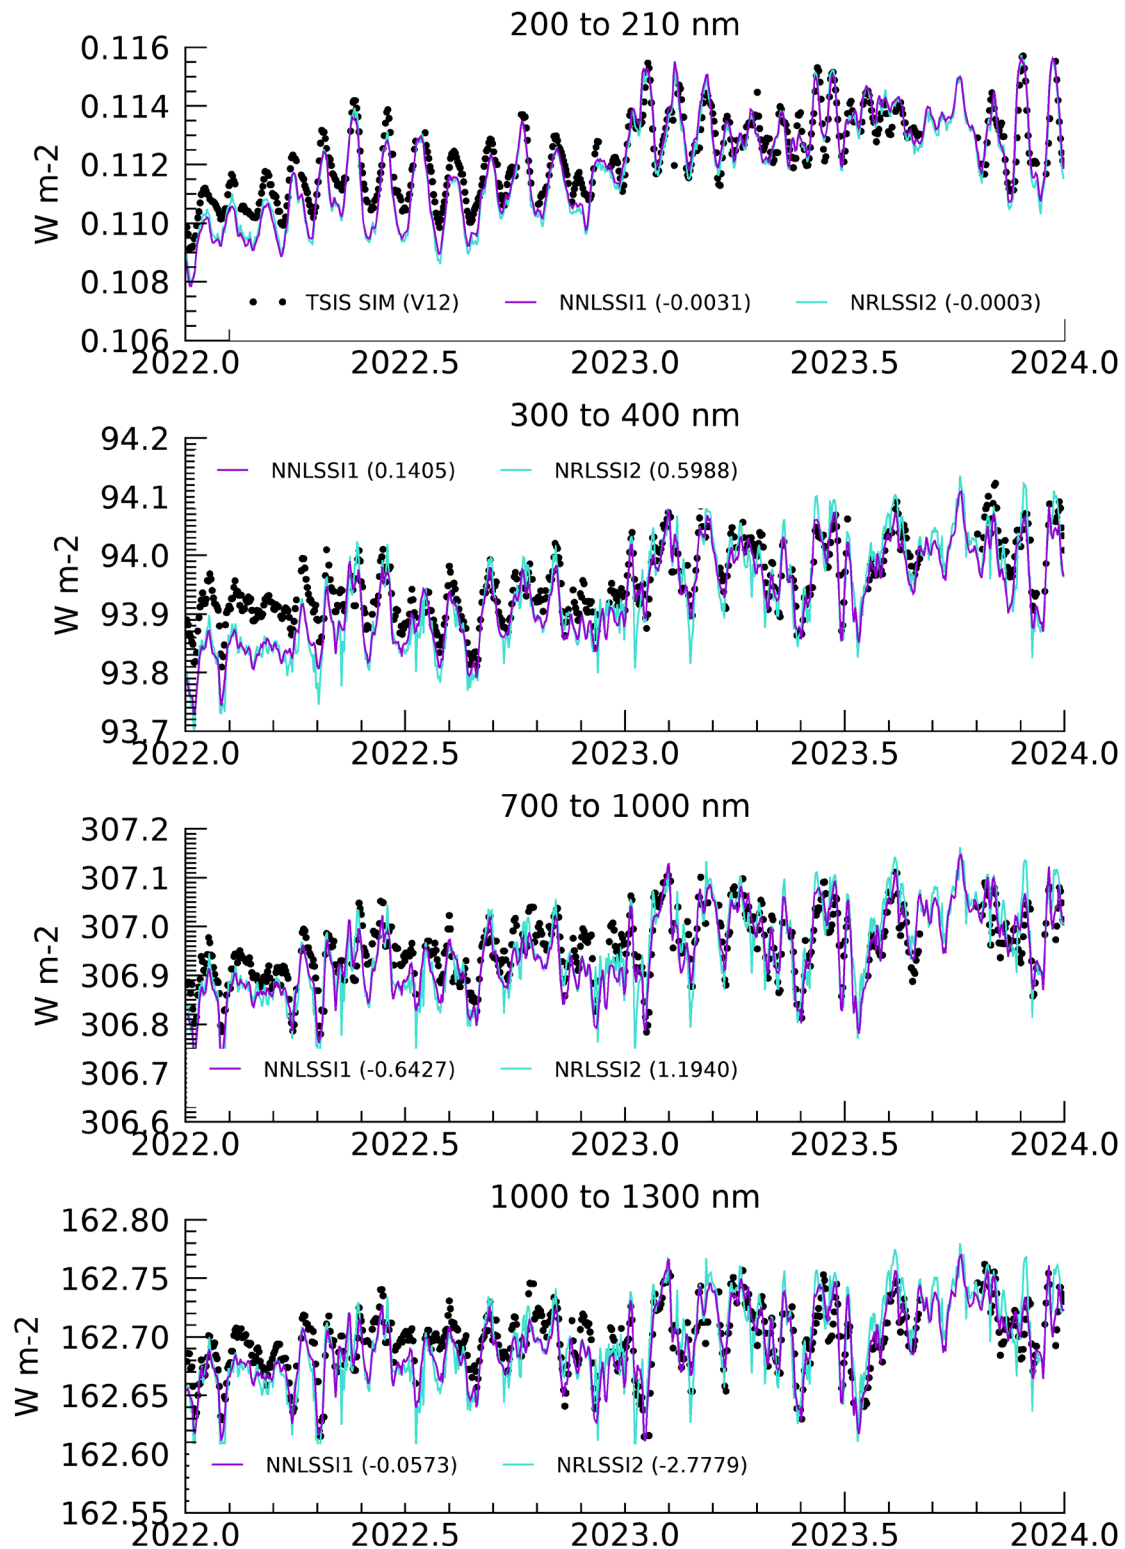 200 to 210 nm
0.116
0.114
0.112
0.110
0.108
0.106
W m-2
TSIS SIM (V12) NNLSSI1 (-0.0031) NRLSSI2 (-0.0003)
2022.0 2022.5 2023.0 2023.5 2024.0
300 to 400 nm
94.2
94.1
94.0
93.9
93.8
93.7
W m-2
NNLSSI1 (0.1405) NRLSSI2 (0.5988)
2022.0 2022.5 2023.0 2023.5 2024.0
700 to 1000 nm
307.2
307.1
307.0
306.9
306.8
306.7
306.6
W m-2
NNLSSI1 (-0.6427) NRLSSI2 (1.1940)
2022.0 2022.5 2023.0 2023.5 2024.0
1000 to 1300 nm
162.80
162.75
162.70
162.65
162.60
162.55
W m-2
NNLSSI1 (-0.0573) NRLSSI2 (-2.7779)
2022.0 2022.5 2023.0 2023.5 2024.0